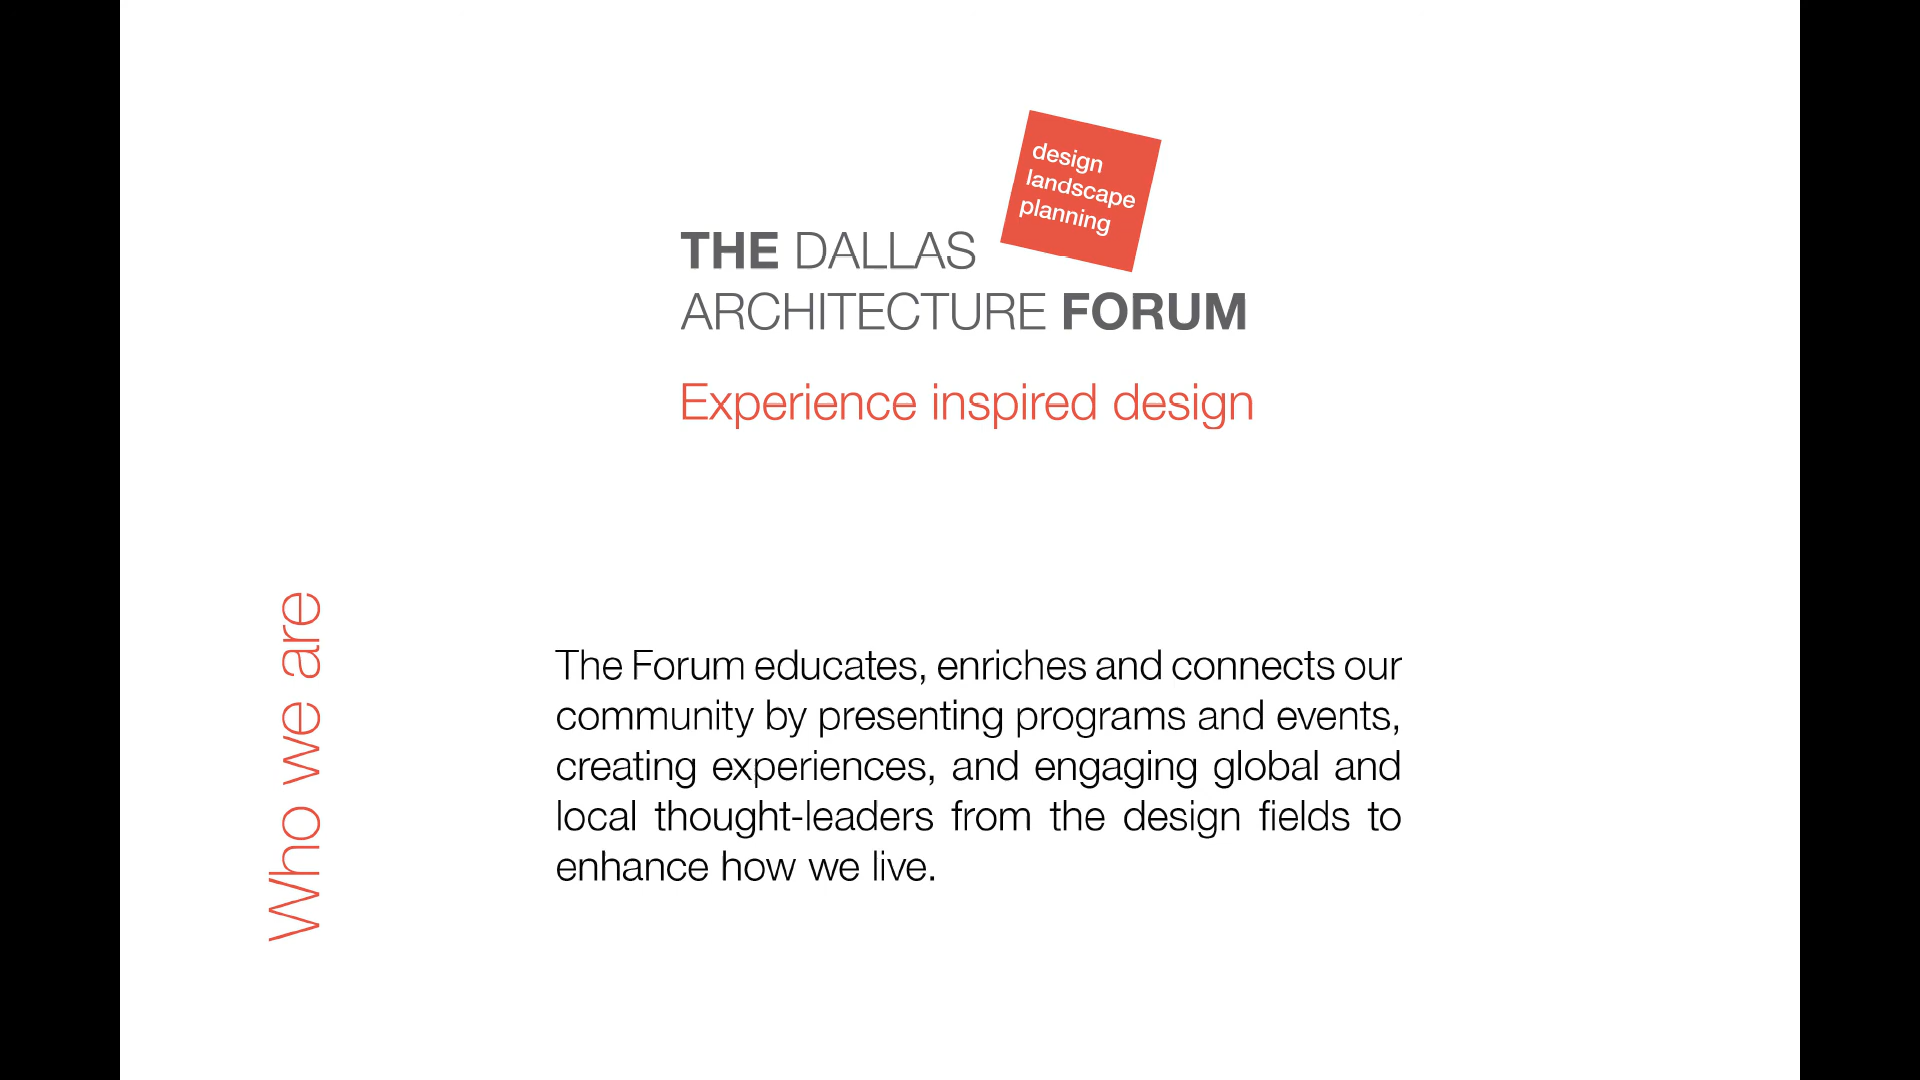 design
landscape
planning
THE DALLAS
ARCHITECTURE FORUM
Experience inspired design
Who we are
The Forum educates, enriches and connects our
community by presenting programs and events,
creating experiences, and engaging global and
local thought-leaders from the design fields to
enhance how we live.